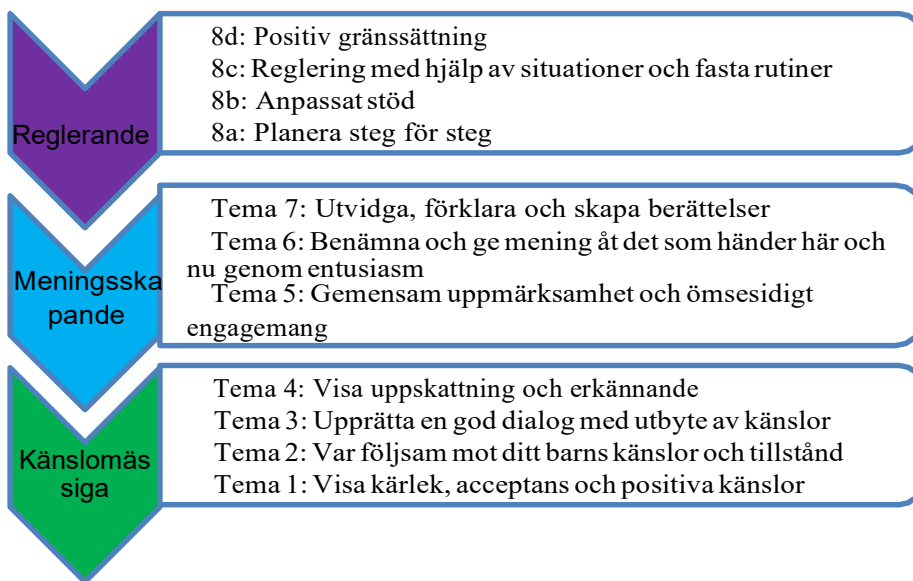 Reglerande
8d: Positiv gränssättning
8c: Reglering med hjälp av situationer och fasta rutiner
8b: Anpassat stöd
8a: Planera steg för steg
Meningsska
pande
Tema 7: Utvidga, förklara och skapa berättelser
Tema 6: Benämna och ge mening åt det som händer här och
nu genom entusiasm
Tema 5: Gemensam uppmärksamhet och ömsesidigt
engagemang
Känslomäs
siga
Tema 4: Visa uppskattning och erkännande
Tema 3: Upprätta en god dialog med utbyte av känslor
Tema 2: Var följsam mot ditt barns känslor och tillstånd
Tema 1: Visa kärlek, acceptans och positiva känslor